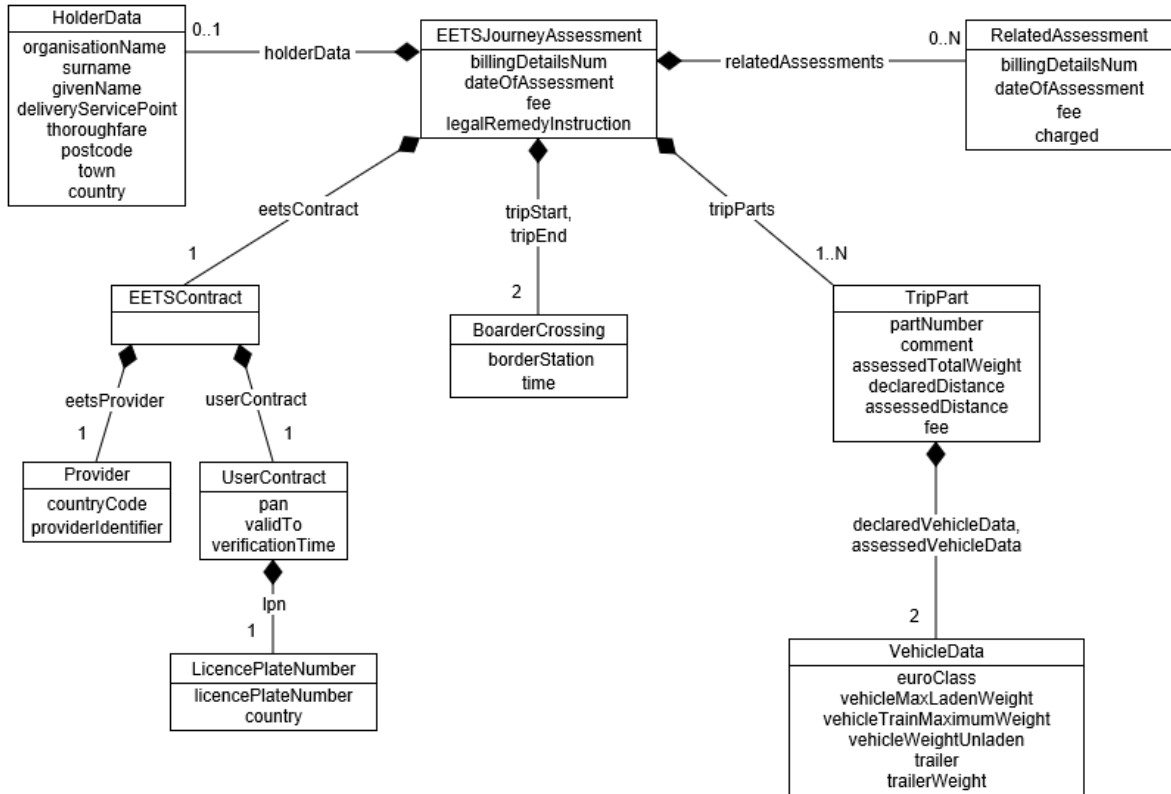 HolderData
organisationName
surname
givenName
deliveryServicePoint
thoroughfare
postcode
town
country
0..1
holderData
EETSJourneyAssessment
billingDetailsNum
dateOfAssessment
fee
legalRemedyInstruction
relatedAssessments
0..N
RelatedAssessment
billingDetailsNum
dateOfAssessment
fee
charged
eetsContract
1
tripStart,
tripEnd
2
tripParts
1..N
EETSContract
BoarderCrossing
borderStation
time
TripPart
partNumber
comment
assessedTotalWeight
declaredDistance
assessedDistance
fee
eetsProvider
1
userContract
1
Provider
countryCode
providerIdentifier
UserContract
pan
validTo
verificationTime
lpn
1
LicencePlateNumber
licencePlateNumber
country
declaredVehicleData,
assessedVehicleData
2
VehicleData
euroClass
vehicleMaxLadenWeight
vehicleTrainMaximumWeight
vehicleWeightUnladen
trailer
trailerWeight